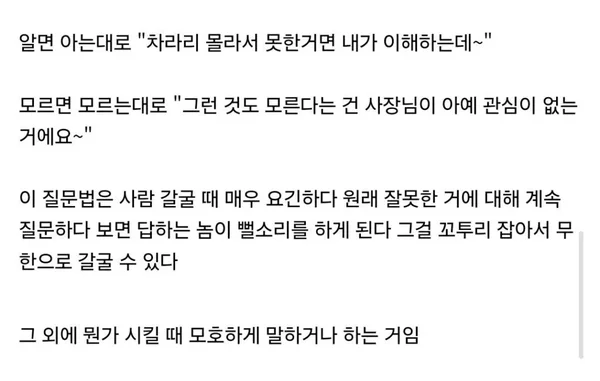 알면 아는대로 "차라리 몰라서 못한거면 내가 이해하는데~"
모르면 모르는대로 "그런 것도 모른다는 건 사장님이 아예 관심이 없는
거에요~"
이 질문법은 사람 갈굴 때 매우 요긴하다 원래 잘못한 거에 대해 계속
질문하다 보면 답하는 놈이 뻘소리를 하게 된다 그걸 꼬투리 잡아서 무
한으로 갈굴 수 있다
그 외에 뭔가 시킬 때 모호하게 말하거나 하는 거임